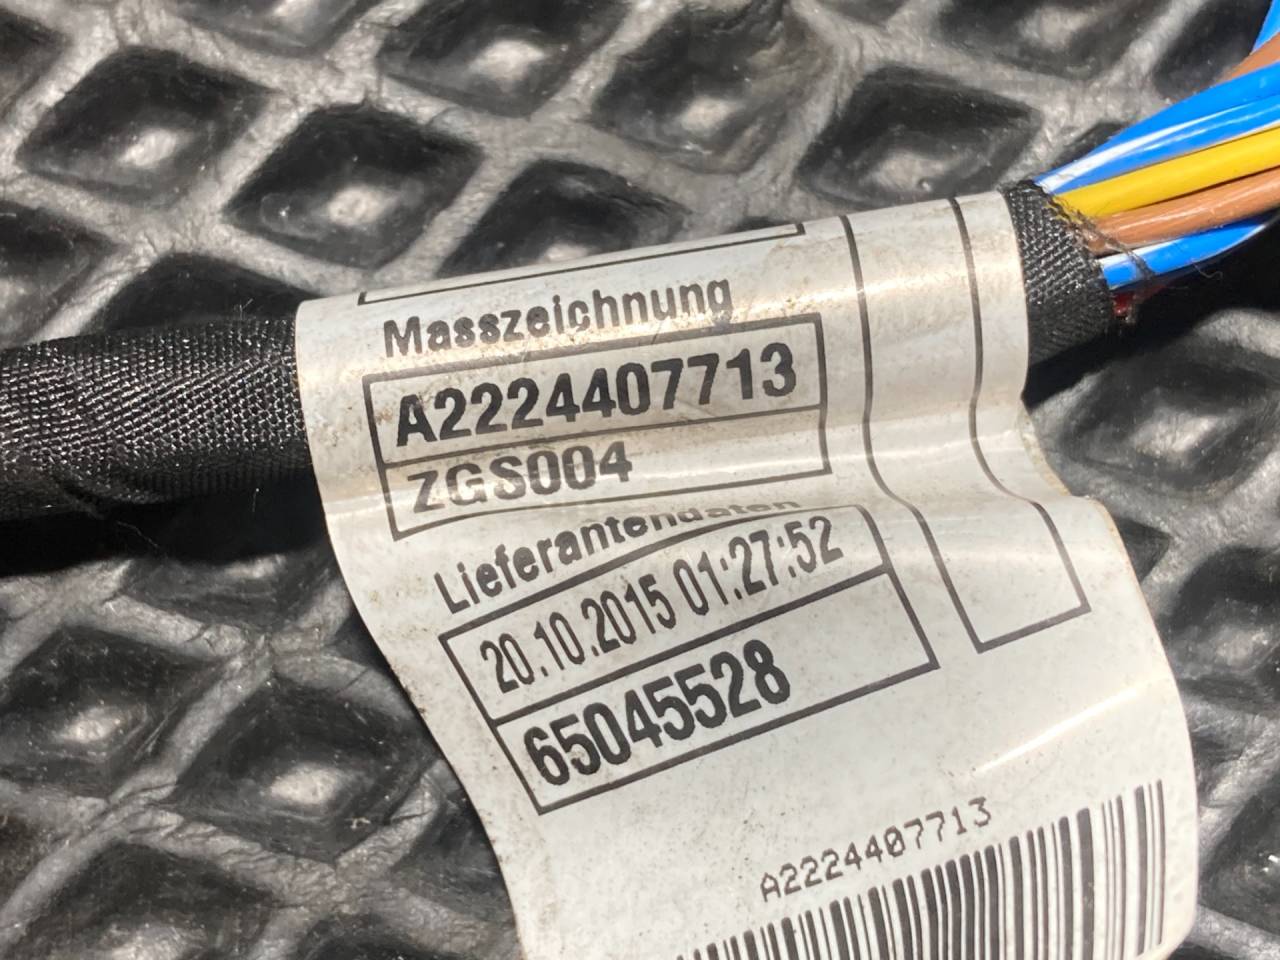 Masszeichnung
A2224407713
ZGS004
Lieferantendaten
20.10.2015 01:27:52
65045528
A2224407713